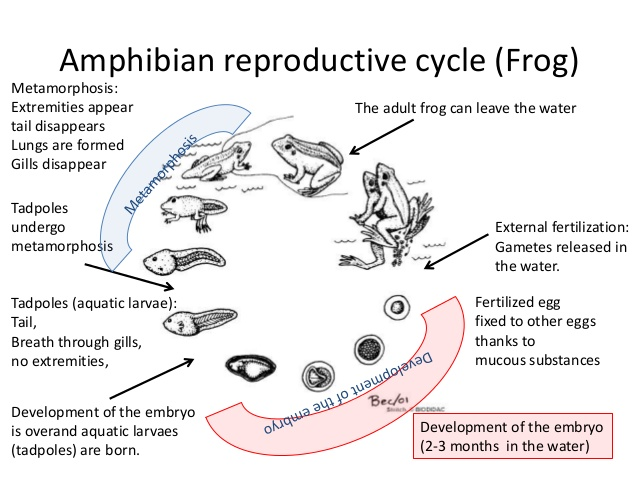 Amphibian reproductive cycle (Frog)
Metamorphosis:
Extremities appear
tail disappears
Lungs are formed
Gills disappear
The adult frog can leave the water
Metamorphosis
Tadpoles
undergo
metamorphosis
External fertilization:
Gametes released in
the water.
Tadpoles (aquatic larvae):
Tail,
Breath through gills,
no extremities,
Fertilized egg
fixed to other eggs
thanks to
mucous substances
Development of the embryo
Bec/01
BIODIDAC
Development of the embryo
is overand aquatic larvaes
(tadpoles) are born.
Development of the embryo
(2-3 months  in the water)